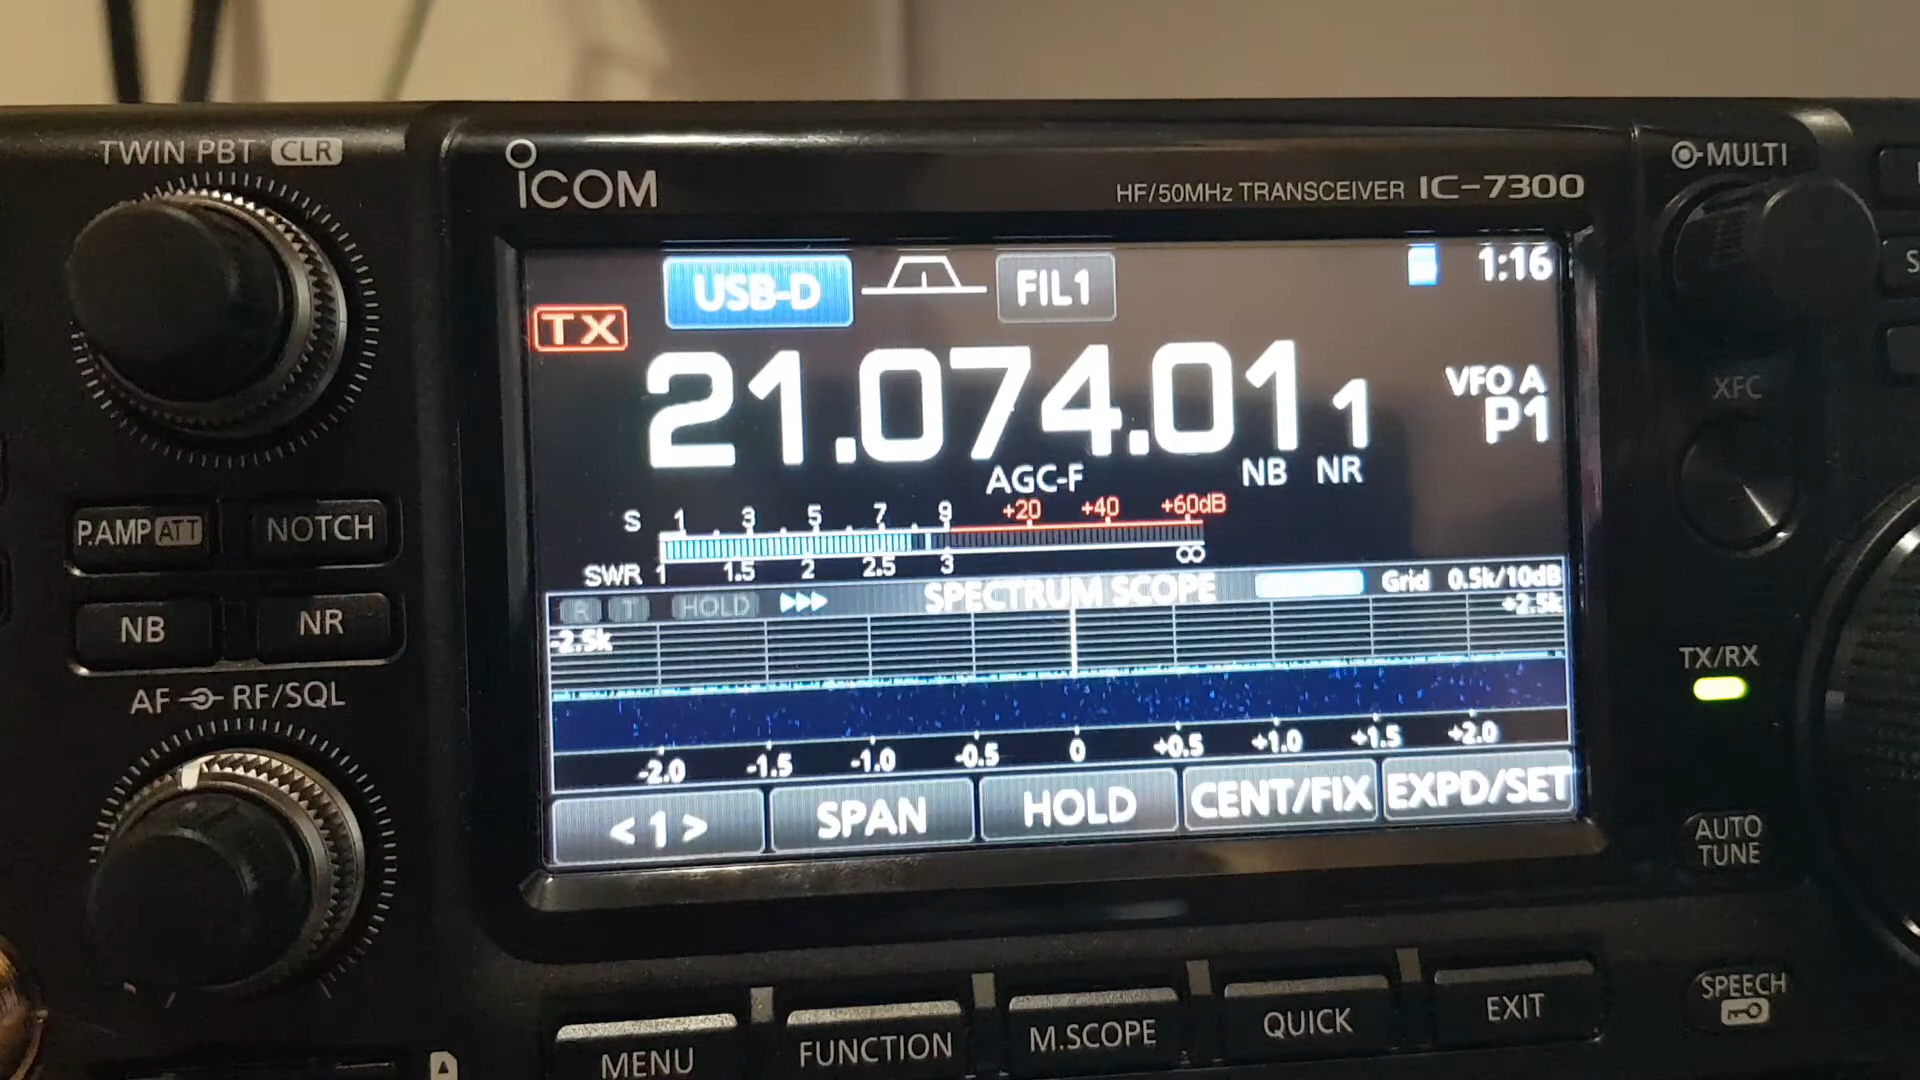 TWIN PBT CLR
ICOM
HF/50MHz TRANSCEIVER IC-7300
MULTI
USB-D
FIL1
1:16
TX
21.074.011
VFO A
P1
XFC
AGC-F
NB NR
P.AMP ATT
NOTCH
S 1 3 5 7 9 +20 +40 +60dB
SWR 1 1.5 2 2.5 3 ∞
R T HOLD
SPECTRUM SCOPE
Grid 0.5k/10dB
-2.5k
+2.5k
NB
NR
TX/RX
AF RF/SQL
-2.0 -1.5 -1.0 -0.5 0 +0.5 +1.0 +1.5 +2.0
< 1 >
SPAN
HOLD
CENT/FIX
EXPD/SET
AUTO
TUNE
SPEECH
MENU
FUNCTION
M.SCOPE
QUICK
EXIT